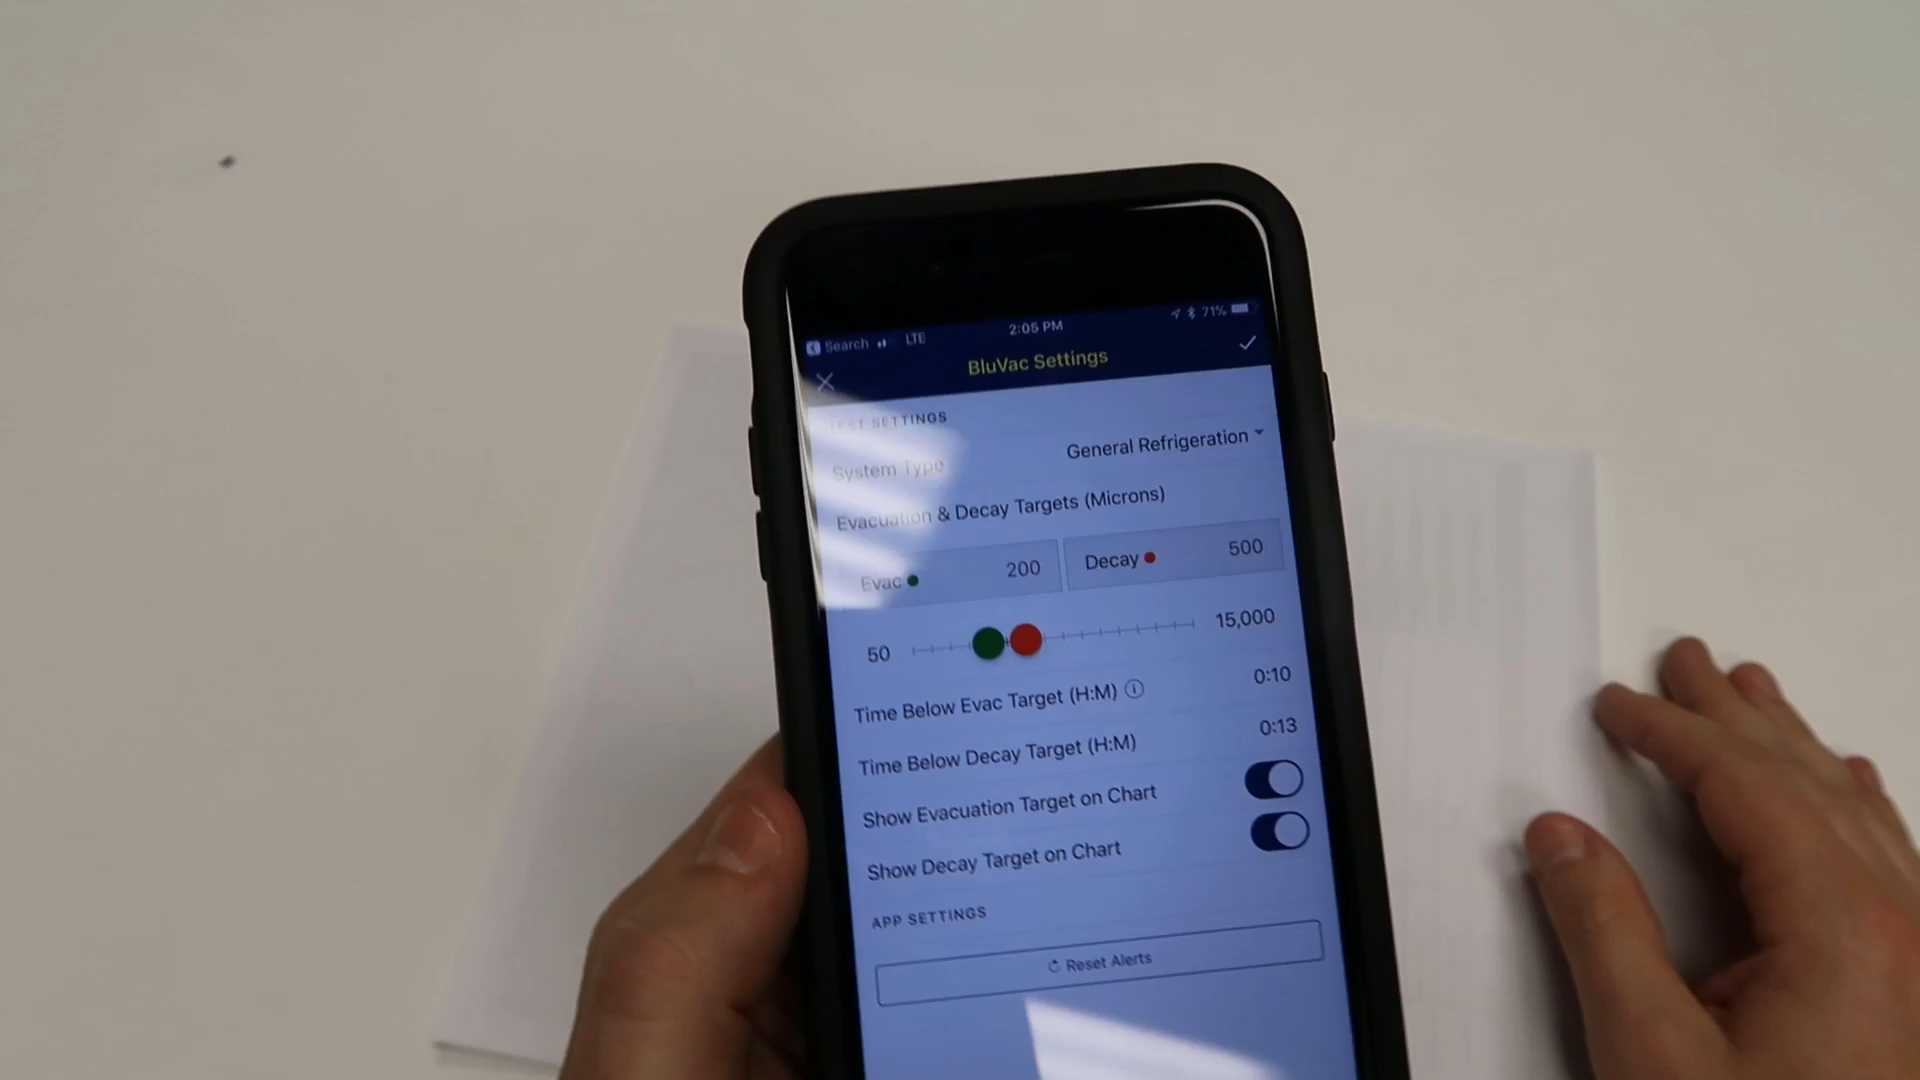 Search LTE 2:05 PM 71%
BluVac Settings
TEST SETTINGS
System Type General Refrigeration
Evacuation & Decay Targets (Microns)
Evac 200 Decay 500
50 15,000
Time Below Evac Target (H:M) 0:10
Time Below Decay Target (H:M) 0:13
Show Evacuation Target on Chart
Show Decay Target on Chart
APP SETTINGS
Reset Alerts